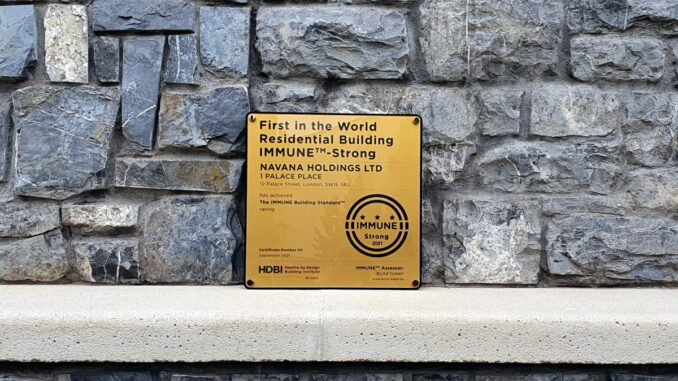 First in the World
Residential Building
IMMUNE™-Strong
NAVANA HOLDINGS LTD
1 PALACE PLACE
12 Palace Street, London, SW1E 5BJ
has achieved
The IMMUNE Building Standard™
rating
IMMUNE
Strong
2021
Certificate Number 03
September 2021
HDBI Healthy by Design
Building Institute
IMMUNE™ Assessor:
Build Green